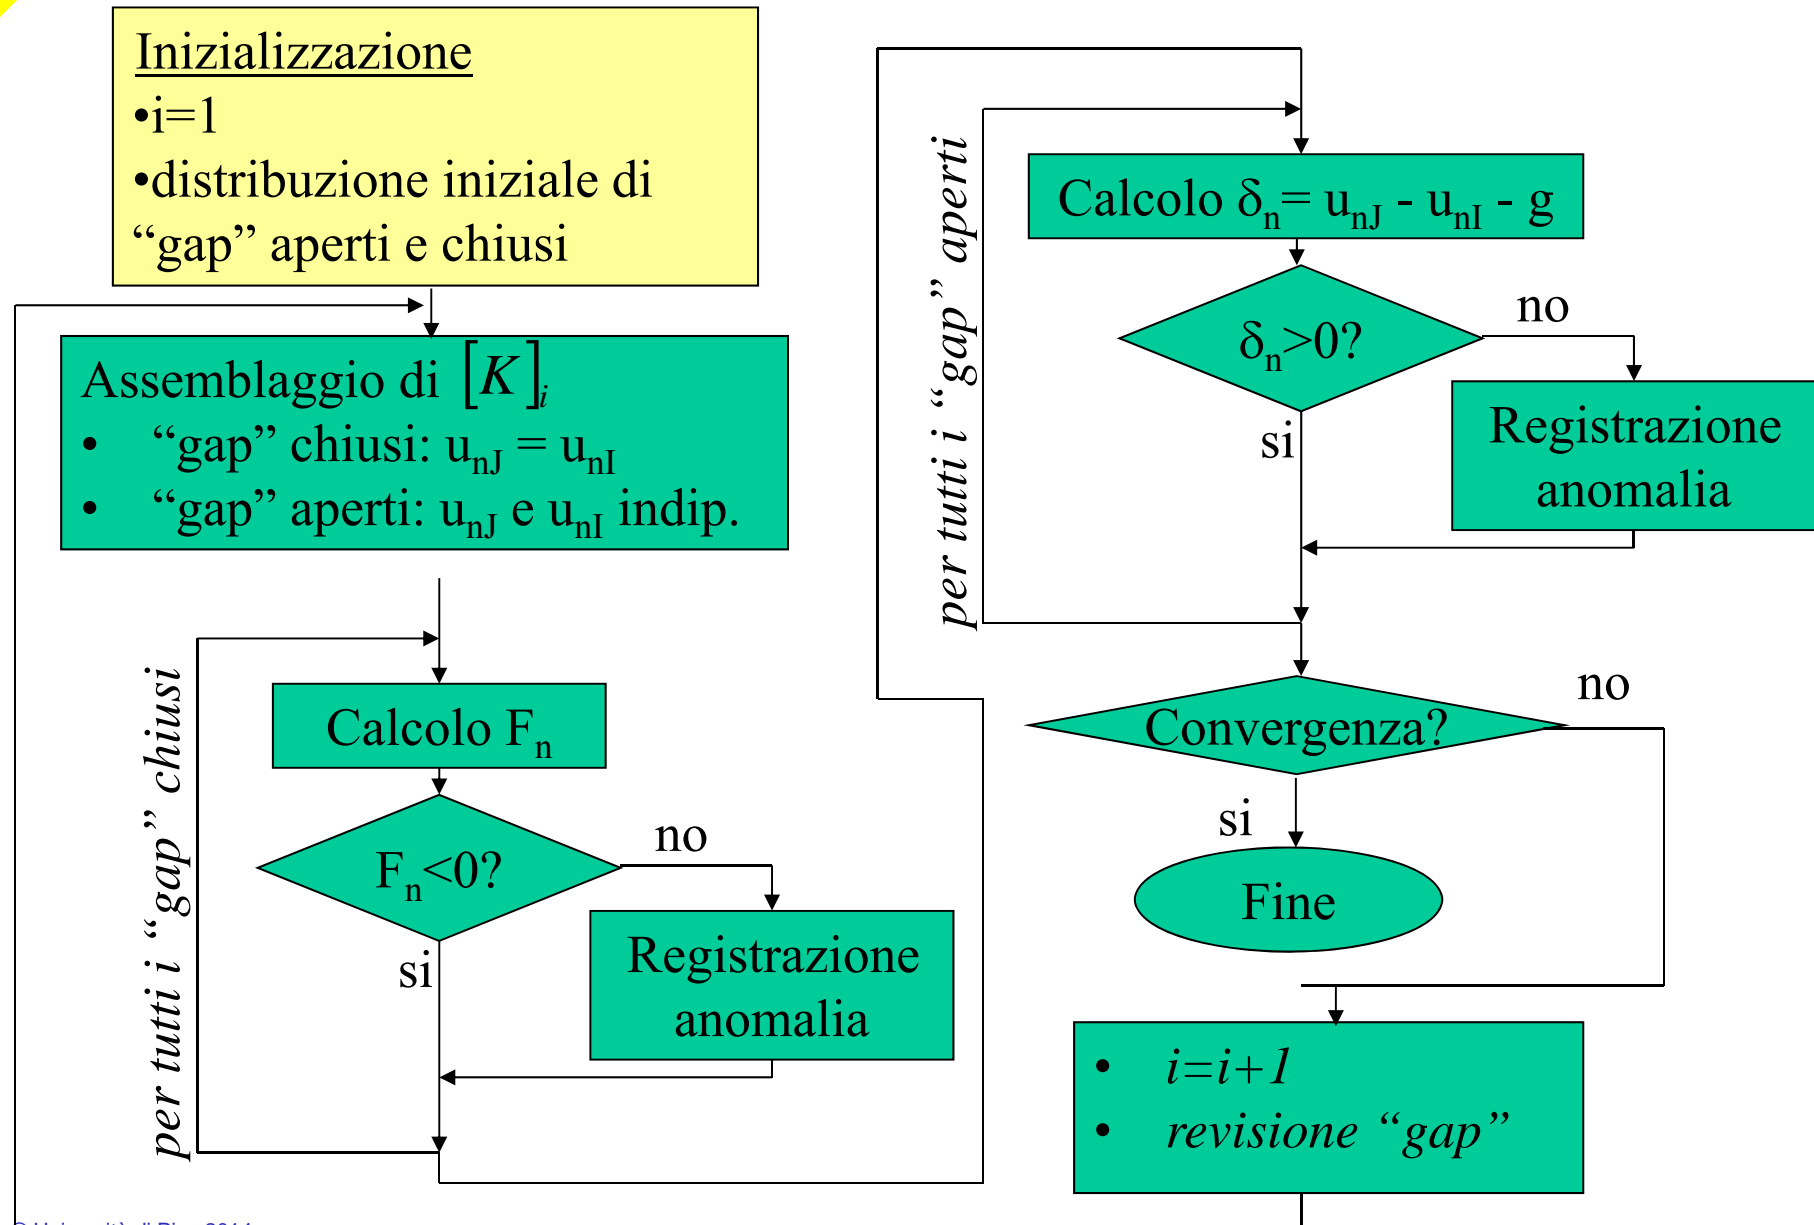 Inizializzazione
•i=1
•distribuzione iniziale di
“gap” aperti e chiusi
Assemblaggio di [K]i
• “gap” chiusi: unJ = unI
• “gap” aperti: unJ e unI indip.
per tutti i “gap” chiusi
Calcolo Fn
Fn<0?
no
si
Registrazione
anomalia
per tutti i “gap” aperti
Calcolo δn= unJ - unI - g
δn>0?
no
si
Registrazione
anomalia
Convergenza?
no
si
Fine
• i=i+1
• revisione “gap”